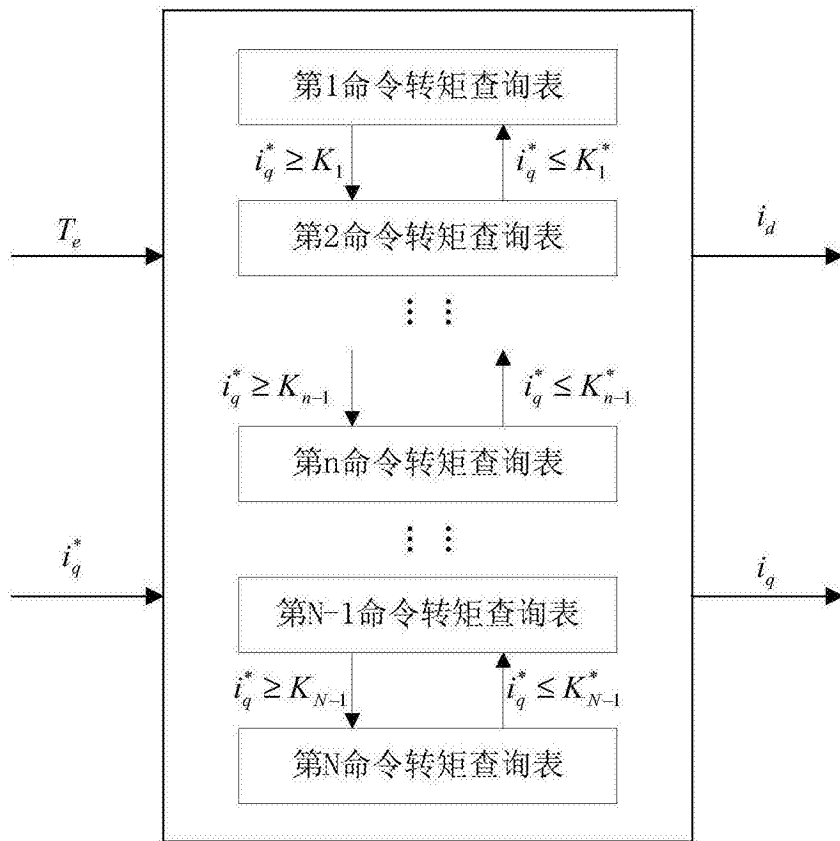 第1命令转矩查询表
i_q^* ≥ K_1
i_q^* ≤ K_1^*
T_e
第2命令转矩查询表
i_d
⋮ ⋮
i_q^* ≥ K_{n-1}
i_q^* ≤ K_{n-1}^*
第n命令转矩查询表
⋮ ⋮
i_q^*
i_q
第N-1命令转矩查询表
i_q^* ≥ K_{N-1}
i_q^* ≤ K_{N-1}^*
第N命令转矩查询表